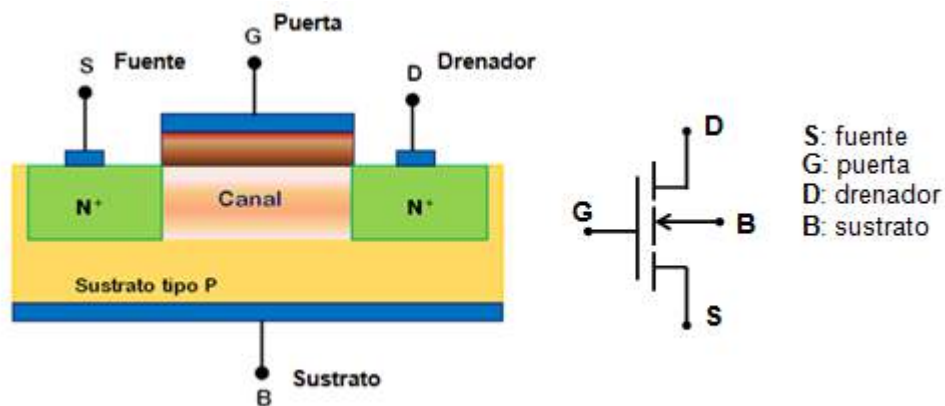 Puerta
G
S Fuente
D Drenador
N⁺
Canal
N⁺
Sustrato tipo P
Sustrato
B
D
G
B
S
S: fuente
G: puerta
D: drenador
B: sustrato